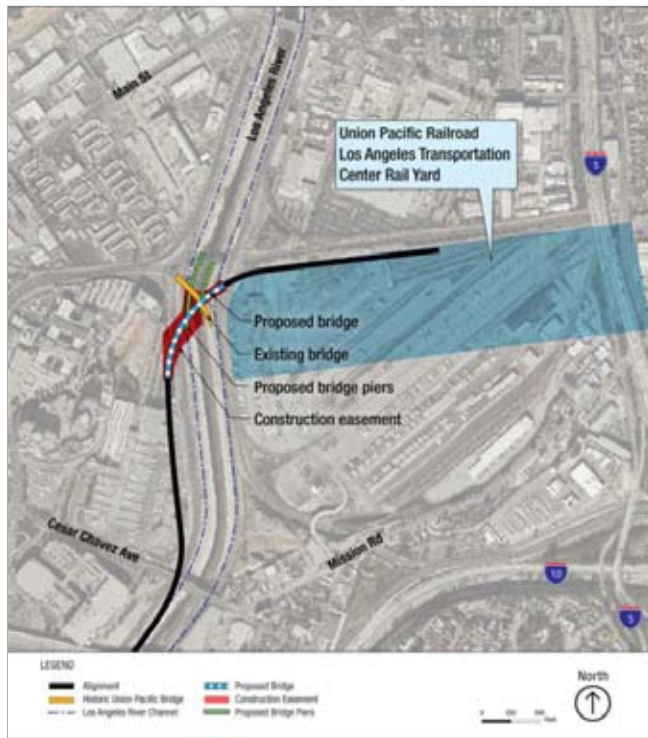 Main St
Los Angeles River
Union Pacific Railroad
Los Angeles Transportation
Center Rail Yard
5
Proposed bridge
Existing bridge
Proposed bridge piers
Construction easement
Cesar Chavez Ave
Mission Rd
10
5
LEGEND
Alignment
Historic Union Pacific Bridge
Los Angeles River Channel
Proposed Bridge
Construction Easement
Proposed Bridge Piers
North
0
Feet